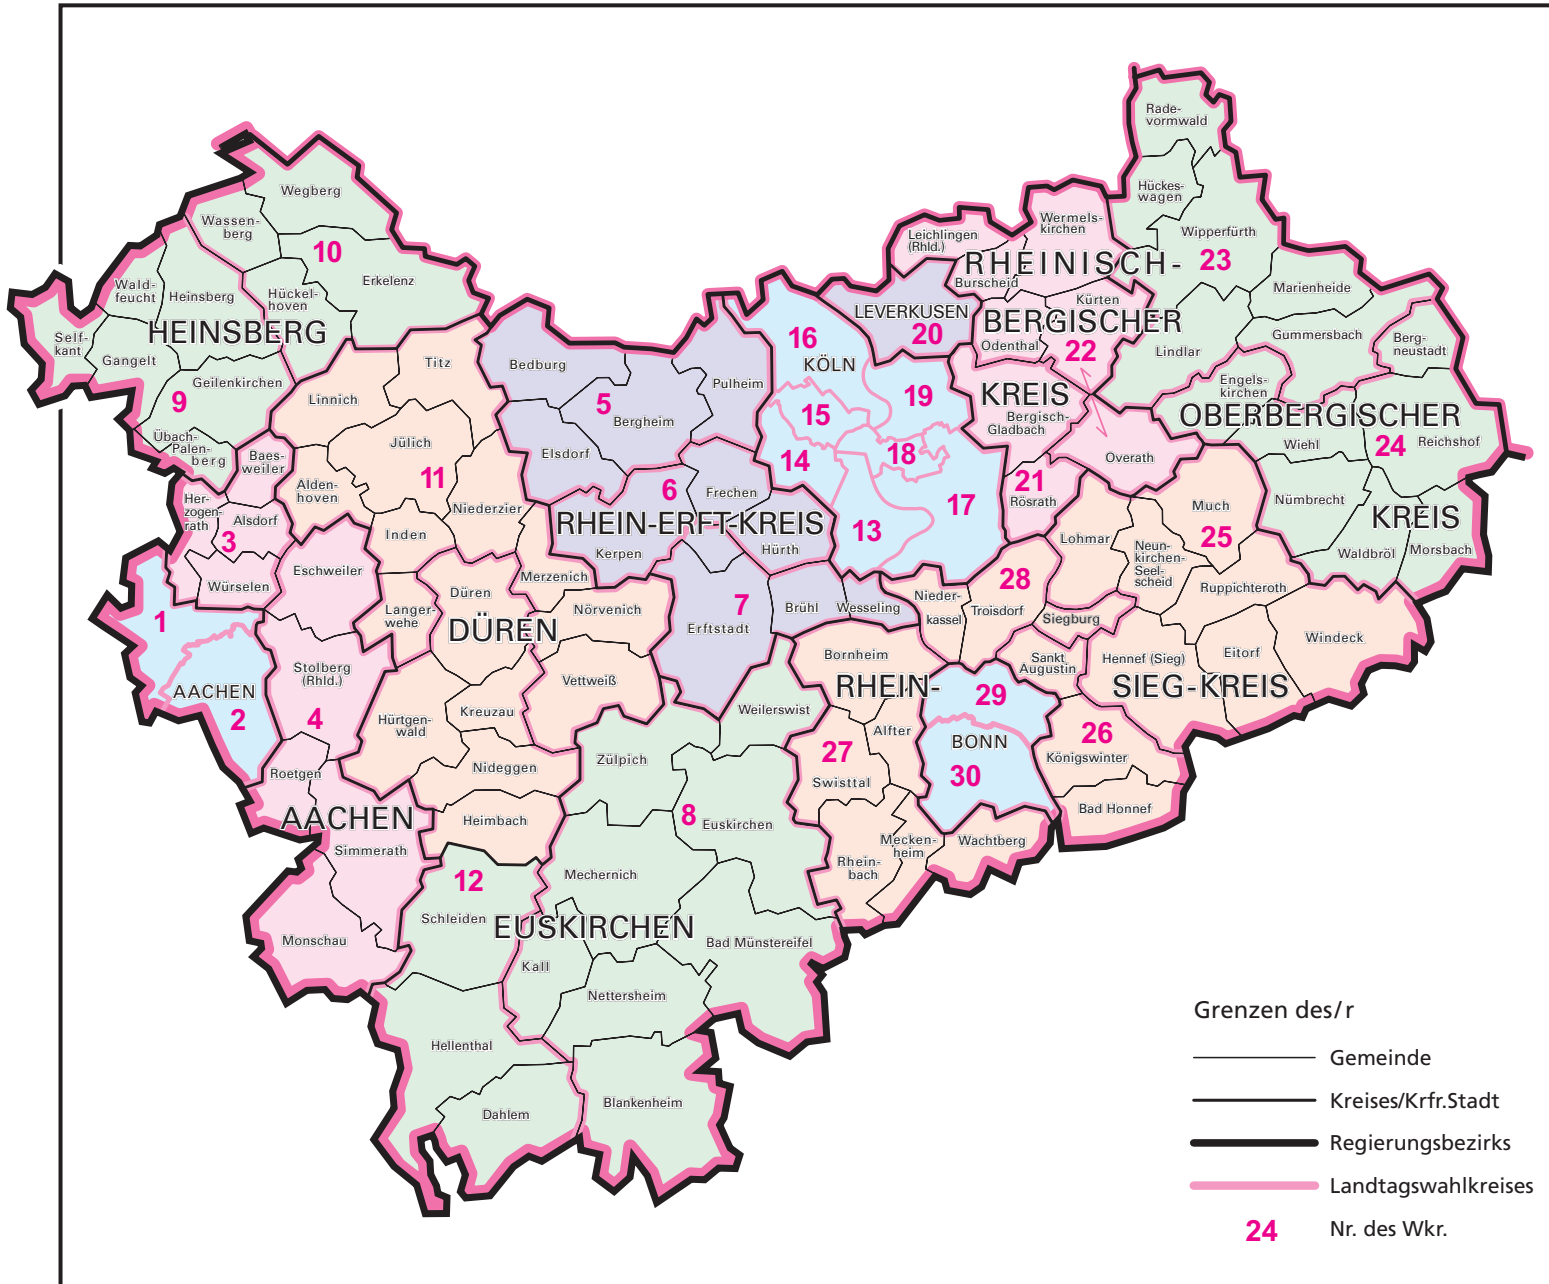 Rade-
vormwald
Hückes-
wagen
Wipperfürth
23
Marienheide
Wermels-
kirchen
Leichlingen
(Rhld.)
RHEINISCH-
Burscheid
Kürten
BERGISCHER
Odenthal
22
KREIS
Bergisch-
Gladbach
Overath
21
Rösrath
LEVERKUSEN
20
Lindlar
Gummersbach
Berg-
neustadt
Engels-
kirchen
OBERBERGISCHER
Wiehl
24
Reichshof
Nümbrecht
KREIS
Waldbröl
Morsbach
Wegberg
Wassen-
berg
10
Erkelenz
Wald-
feucht
Heinsberg
Hückel-
hoven
HEINSBERG
Self-
kant
Gangelt
Geilenkirchen
9
Übach-
Palen-
berg
Titz
Linnich
Jülich
11
Alden-
hoven
Niederzier
Inden
Merzenich
Düren
Langer-
wehe
Nörvenich
DÜREN
Vettweiß
Kreuzau
Hürtgen-
wald
Nideggen
Heimbach
Bedburg
5
Bergheim
Pulheim
Elsdorf
6
Frechen
RHEIN-ERFT-KREIS
Kerpen
Hürth
7
Brühl
Wesseling
Erftstadt
16
KÖLN
19
15
14
18
17
13
Baes-
weiler
Her-
zogen-
rath
Alsdorf
3
Würselen
Eschweiler
1
AACHEN
2
Stolberg
(Rhld.)
4
Roetgen
AACHEN
Simmerath
Monschau
Much
25
Lohmar
Neun-
kirchen-
Seel-
scheid
Ruppichteroth
28
Nieder-
kassel
Troisdorf
Siegburg
Windeck
Eitorf
Hennef (Sieg)
Sankt
Augustin
Bornheim
RHEIN-
SIEG-KREIS
29
BONN
30
Alfter
27
Swisttal
26
Königswinter
Bad Honnef
Wachtberg
Mecken-
heim
Rhein-
bach
Weilerswist
Zülpich
8
Euskirchen
Mechernich
12
Schleiden
EUSKIRCHEN
Bad Münstereifel
Kall
Nettersheim
Hellenthal
Dahlem
Blankenheim
Grenzen des/r
Gemeinde
Kreises/Krfr.Stadt
Regierungsbezirks
Landtagswahlkreises
24 Nr. des Wkr.